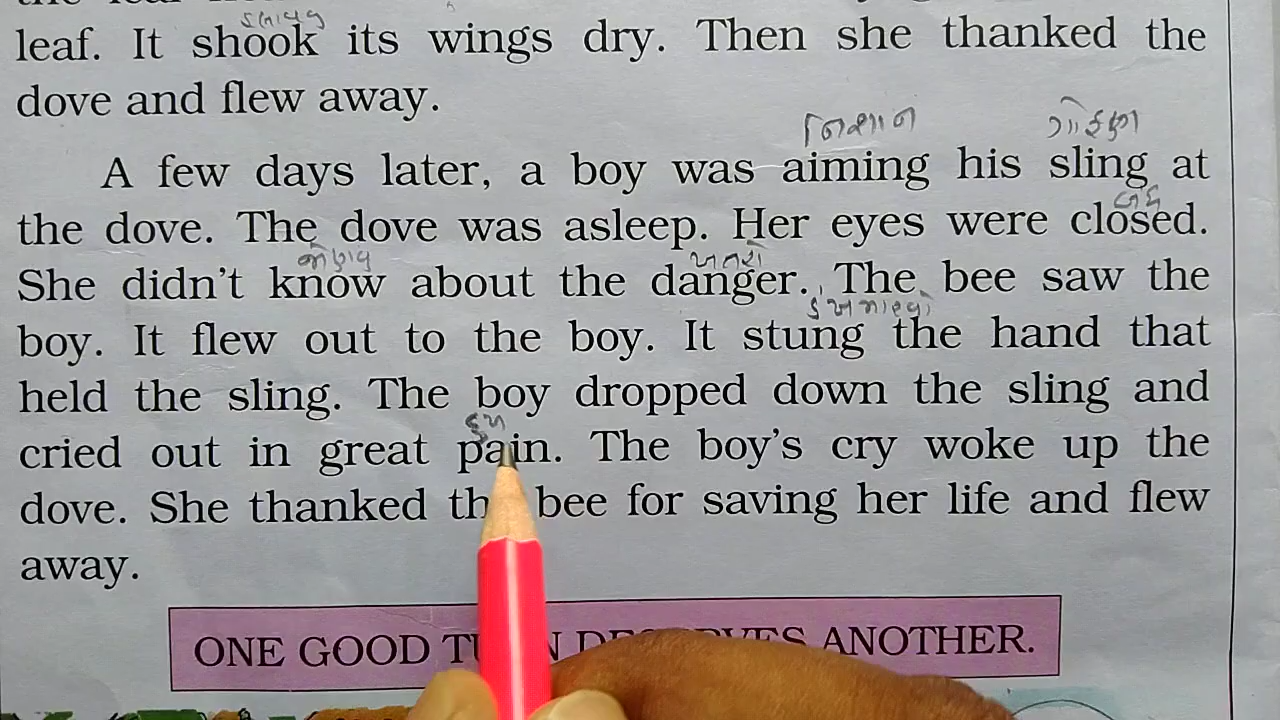 leaf. It shook its wings dry. Then she thanked the
dove and flew away.
નિશાન
A few days later, a boy was aiming his sling at
the dove. The dove was asleep. Her eyes were closed.
She didn't know about the danger. The bee saw the
boy. It flew out to the boy. It stung the hand that
held the sling. The boy dropped down the sling and
cried out in great pain. The boy's cry woke up the
dove. She thanked bee for saving her life and flew
away.
ONE GOOD ANOTHER.